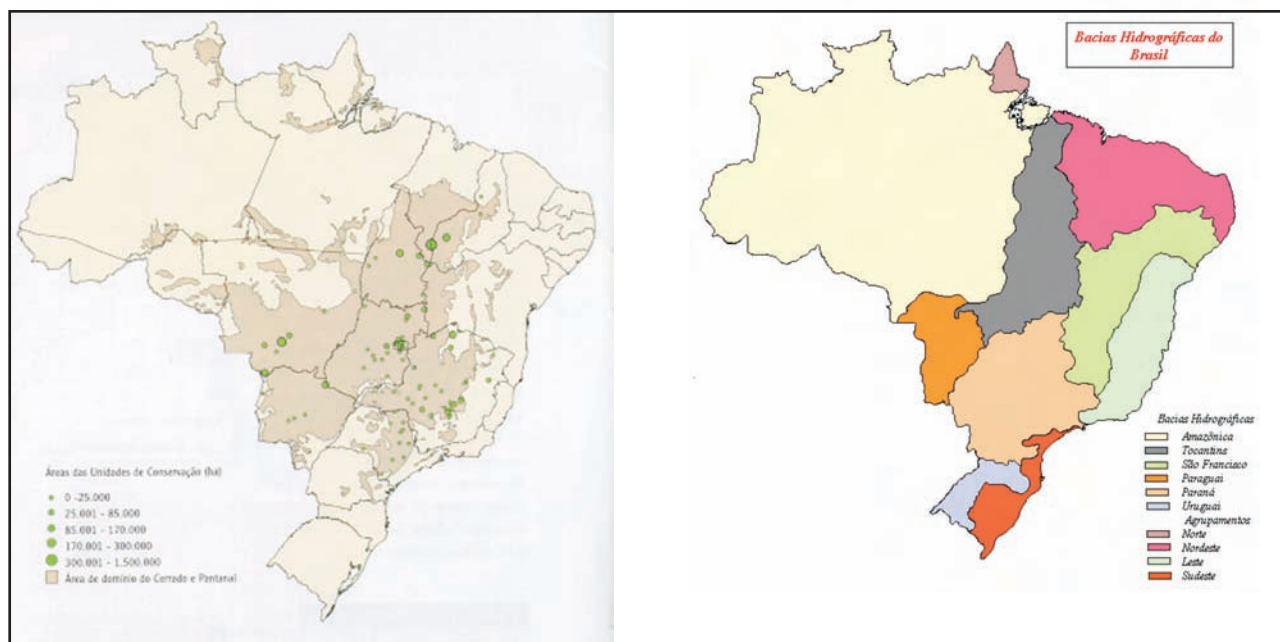 Áreas das Unidades de Conservação (ha)
0 -25.000
25.001 - 85.000
85.001 - 170.000
170.001 - 300.000
300.001 - 1.500.000
Área de domínio do Cerrado e Pantanal
Bacias Hidrográficas do
Brasil
Bacias Hidrográficas
Amazônica
Tocantins
São Francisco
Paraguai
Paraná
Uruguai
Agrupamentos
Norte
Nordeste
Leste
Sudeste